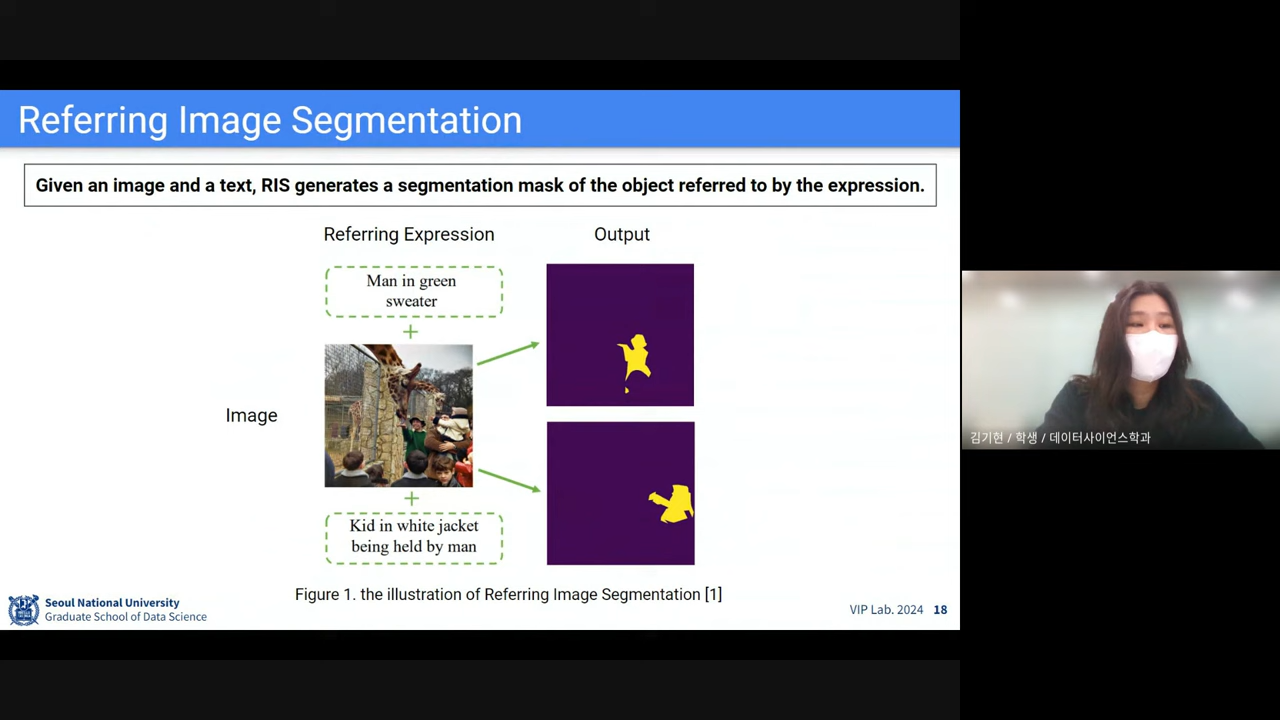 Referring Image Segmentation
Given an image and a text, RIS generates a segmentation mask of the object referred to by the expression.
Referring Expression
Output
Man in green
sweater
+
Image
+
Kid in white jacket
being held by man
Figure 1. the illustration of Referring Image Segmentation [1]
Seoul National University
Graduate School of Data Science
VIP Lab. 2024 18
김기현 / 학생 / 데이터사이언스학과